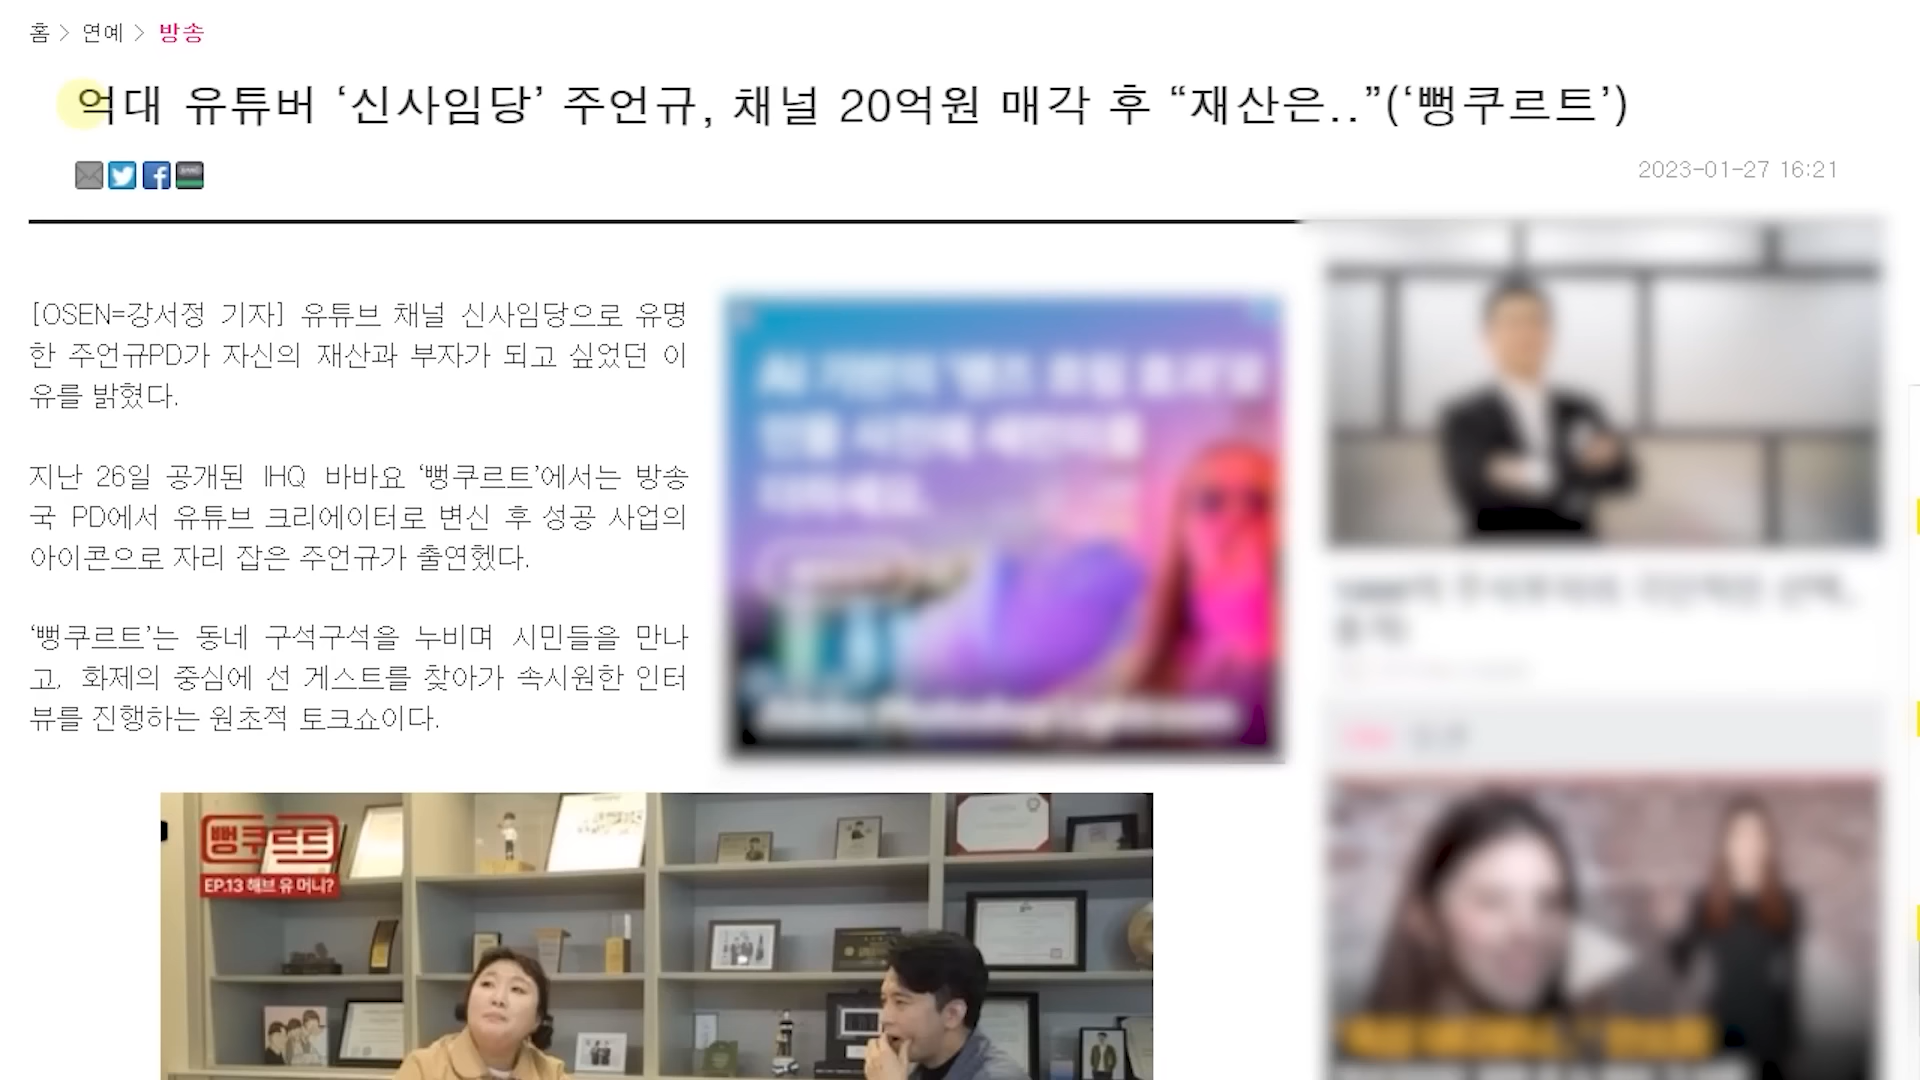 홈 > 연예 > 방송
억대 유튜버 ‘신사임당’ 주언규, 채널 20억원 매각 후 “재산은..”(‘뻥쿠르트’)
2023-01-27 16:21
[OSEN=강서정 기자] 유튜브 채널 신사임당으로 유명
한 주언규PD가 자신의 재산과 부자가 되고 싶었던 이
유를 밝혔다.
지난 26일 공개된 IHQ 바바요 ‘뻥쿠르트’에서는 방송
국 PD에서 유튜브 크리에이터로 변신 후 성공 사업의
아이콘으로 자리 잡은 주언규가 출연헸다.
‘뻥쿠르트’는 동네 구석구석을 누비며 시민들을 만나
고, 화제의 중심에 선 게스트를 찾아가 속시원한 인터
뷰를 진행하는 원초적 토크쇼이다.
뻥쿠르트
EP.13 해브 유 머니?